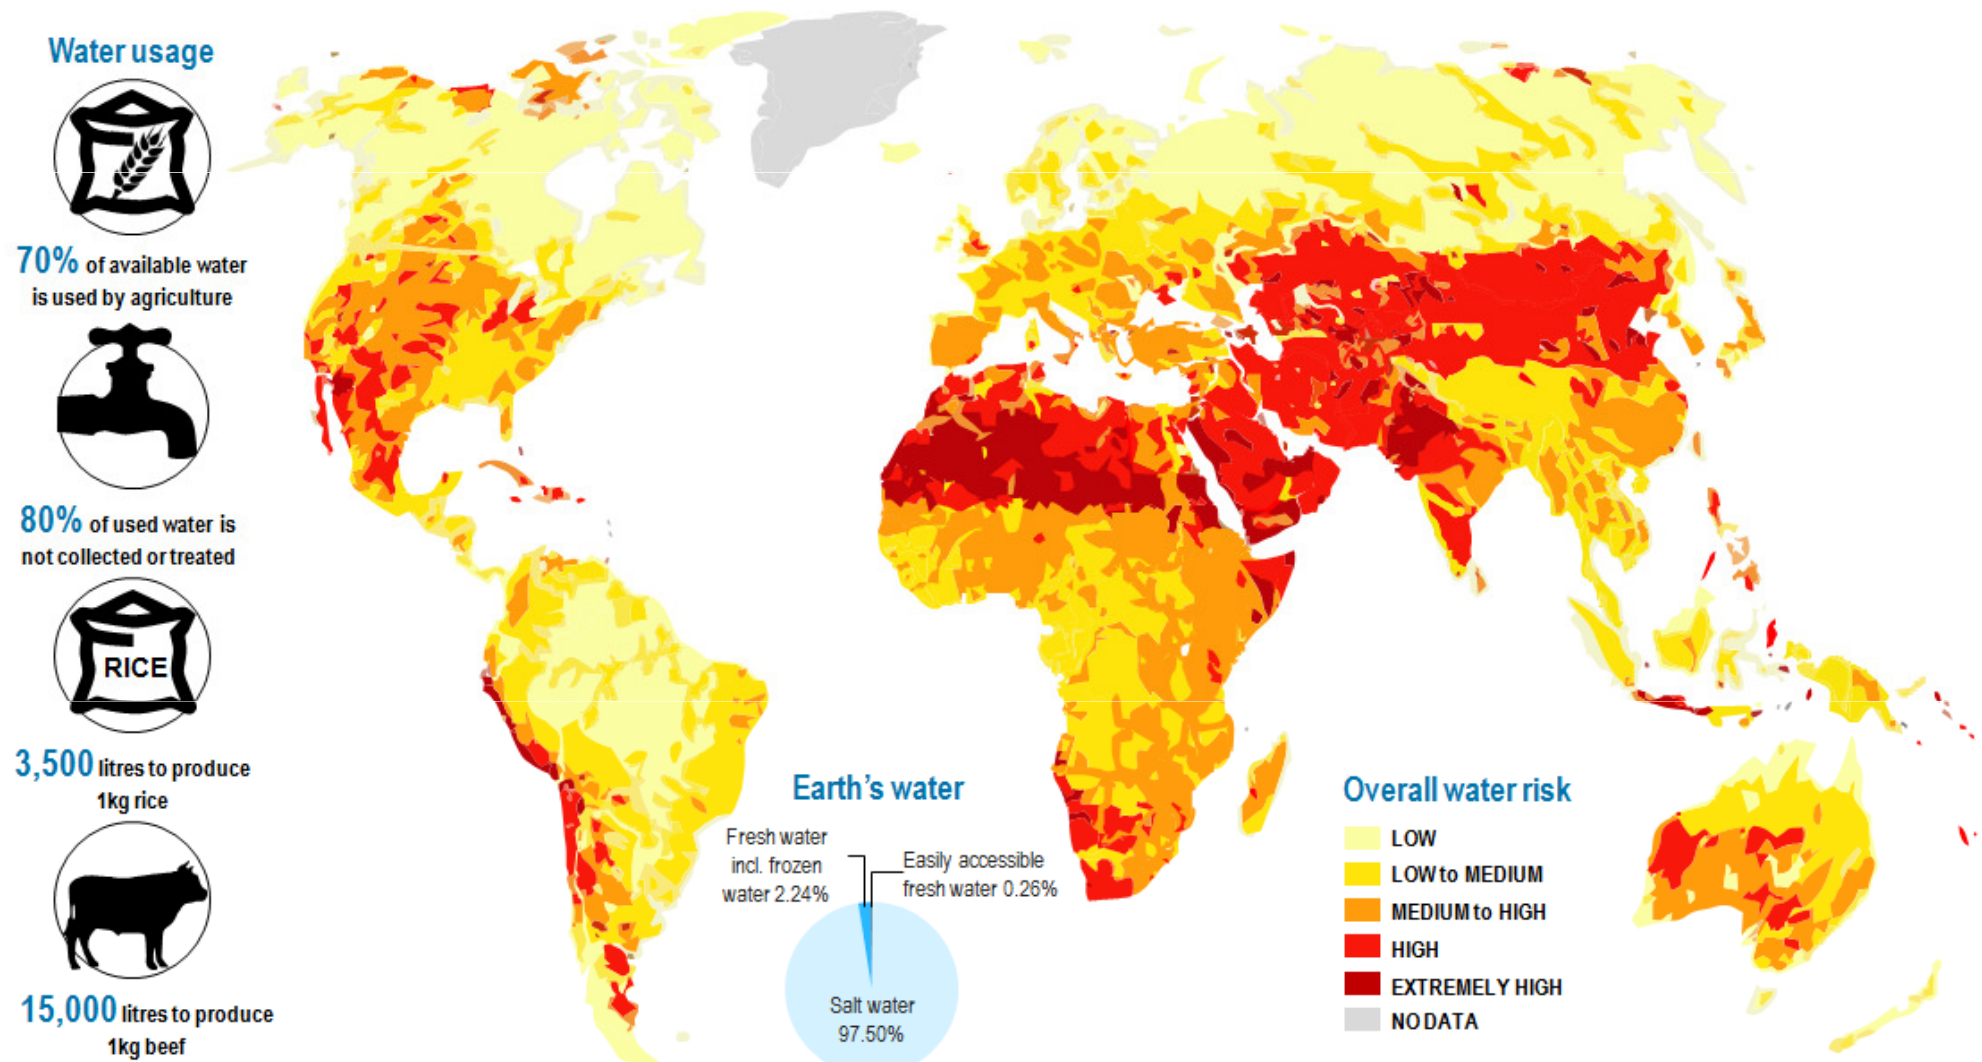 Water usage
70% of available water
is used by agriculture
80% of used water is
not collected or treated
RICE
3,500 litres to produce
1kg rice
15,000 litres to produce
1kg beef
Earth's water
Fresh water
incl. frozen
water 2.24%
Easily accessible
fresh water 0.26%
Salt water
97.50%
Overall water risk
LOW
LOW to MEDIUM
MEDIUM to HIGH
HIGH
EXTREMELY HIGH
NO DATA